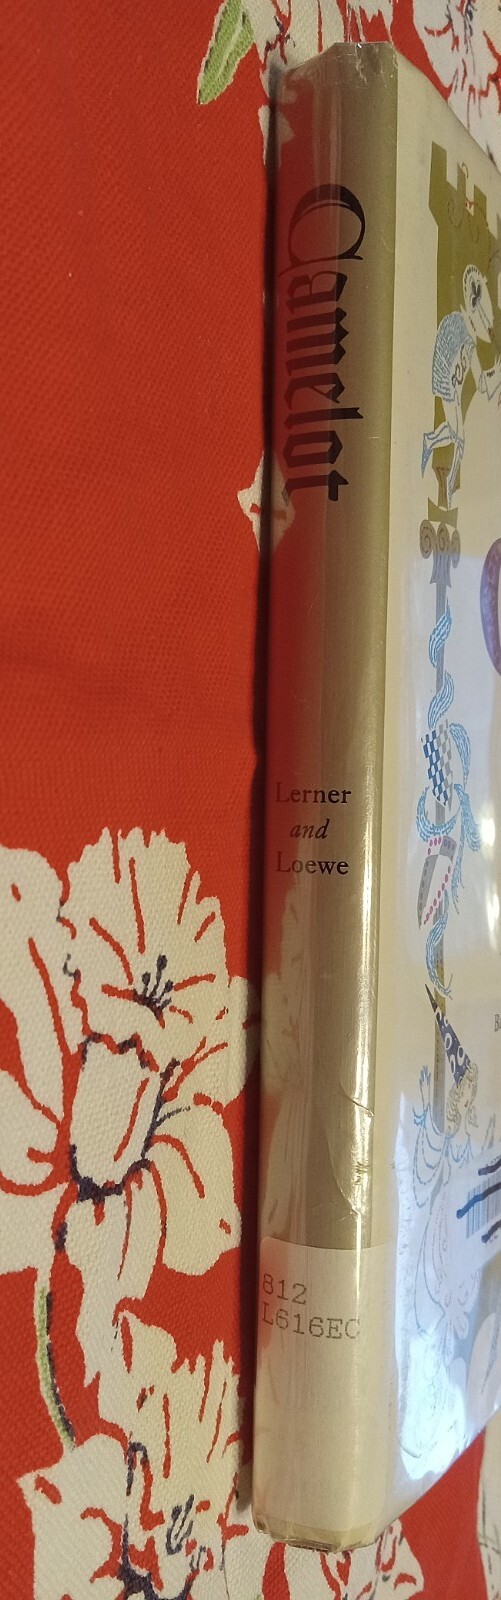 Camelot
Lerner
and
Loewe
812
L616EC